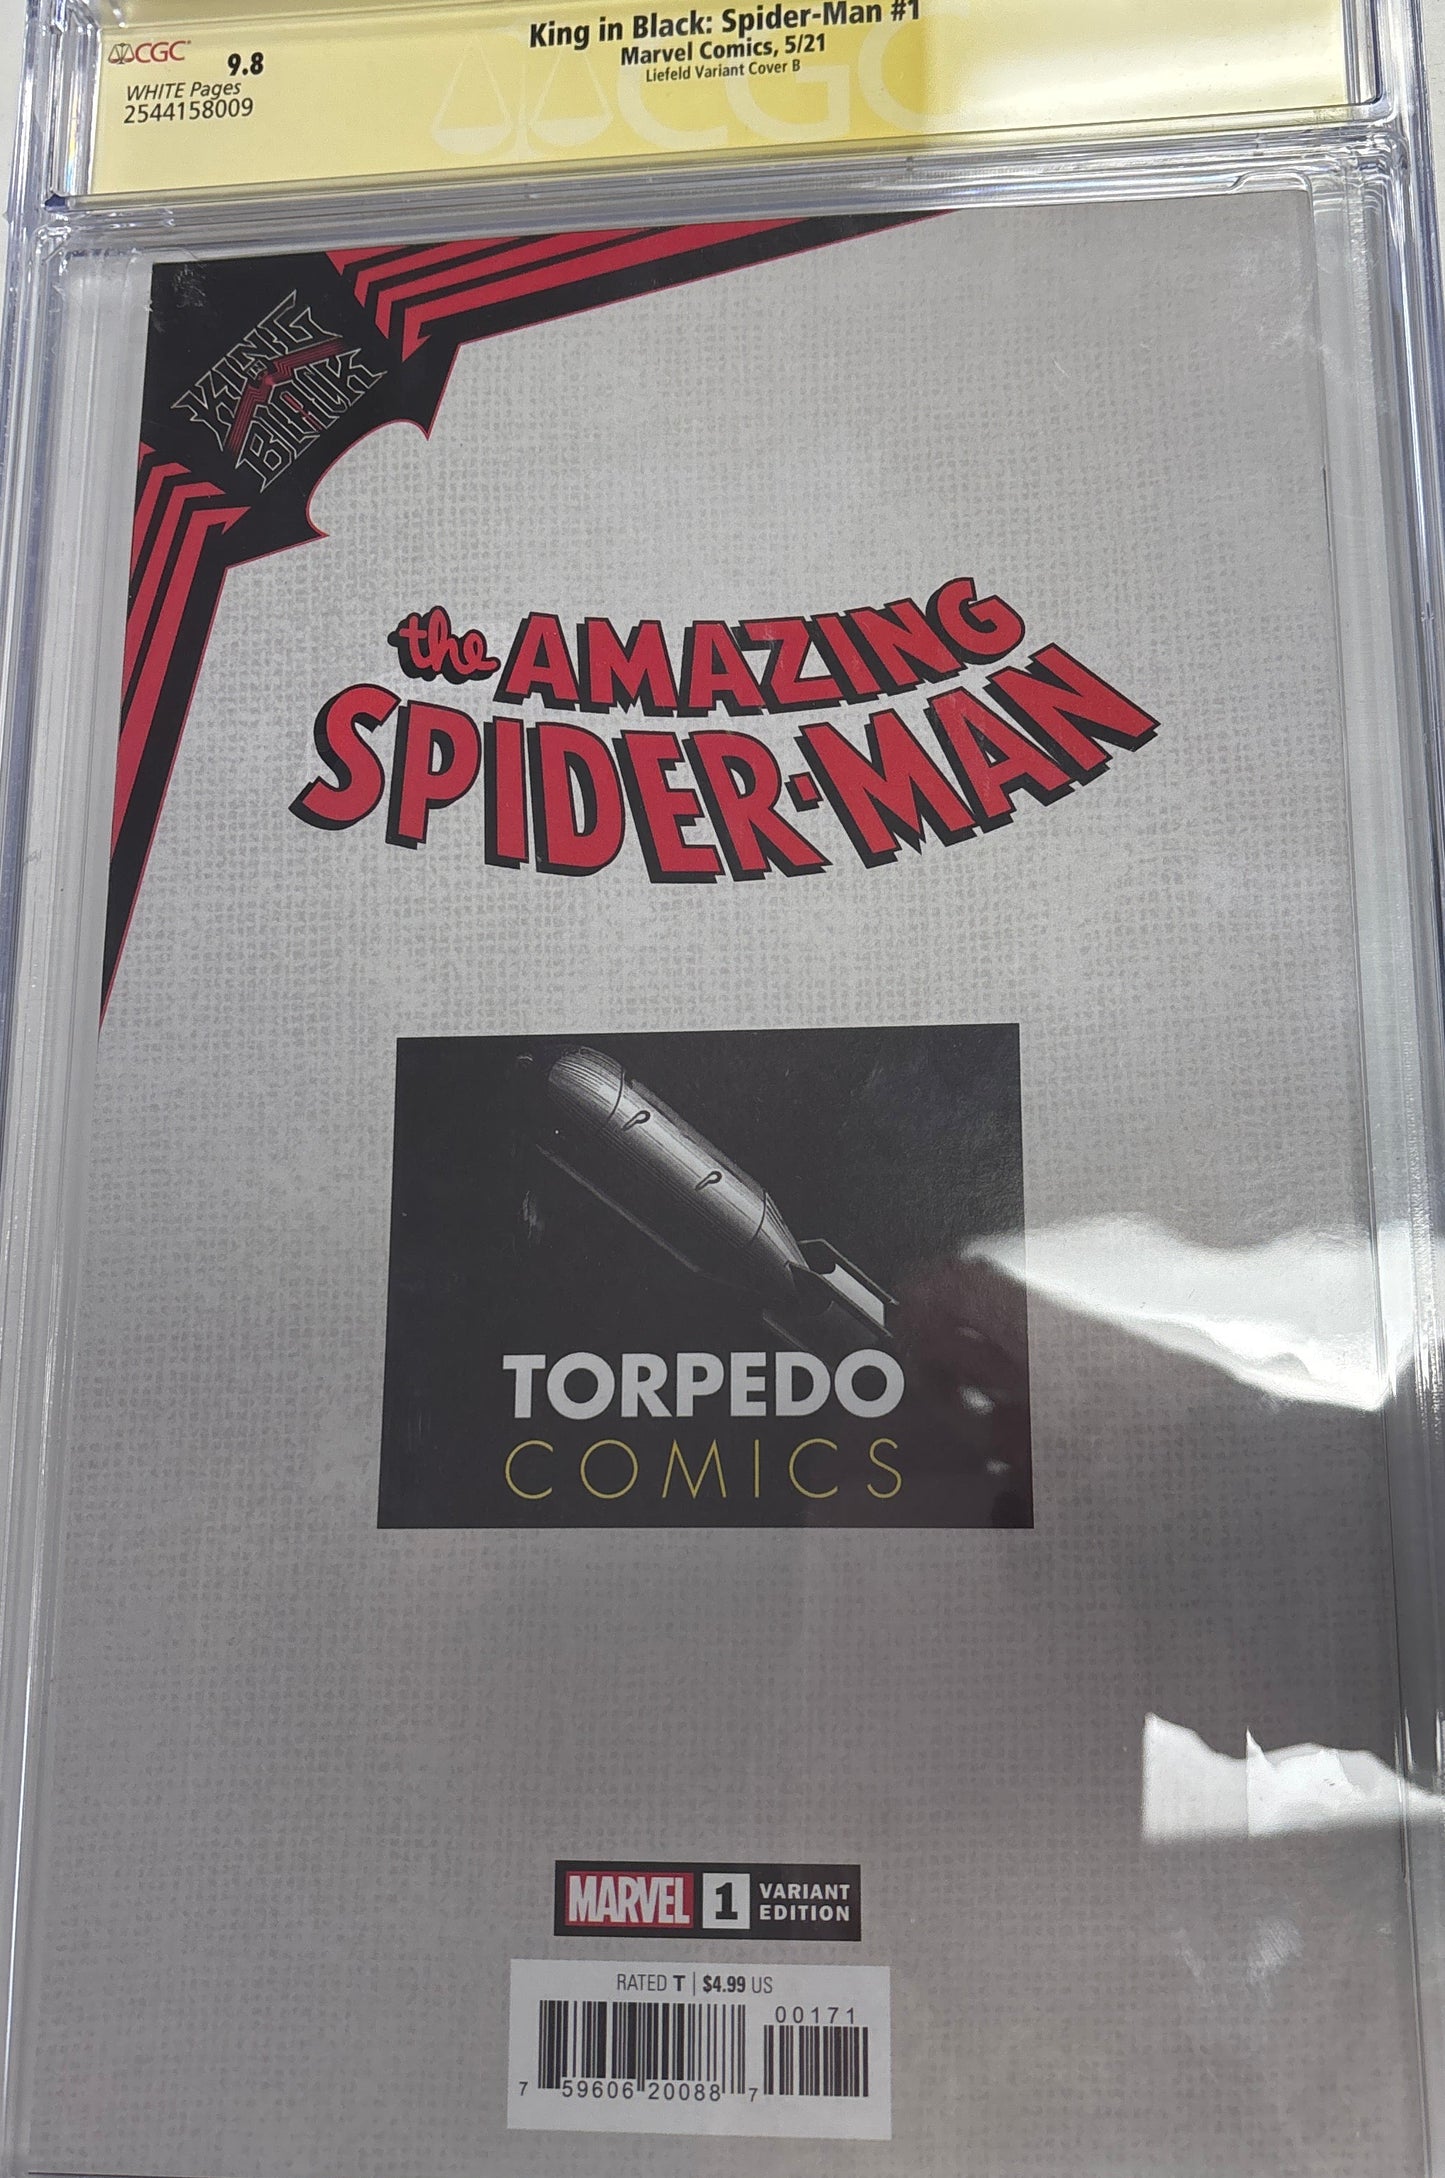 CGC
9.8
WHITE Pages
2544158009
King in Black: Spider-Man #1
Marvel Comics, 5/21
Liefeld Variant Cover B
CGC
KING
IN
BLACK
the AMAZING
SPIDER-MAN
TORPEDO
COMICS
MARVEL 1 VARIANT
EDITION
RATED T | $4.99 US
00171
7 59606 20088 7